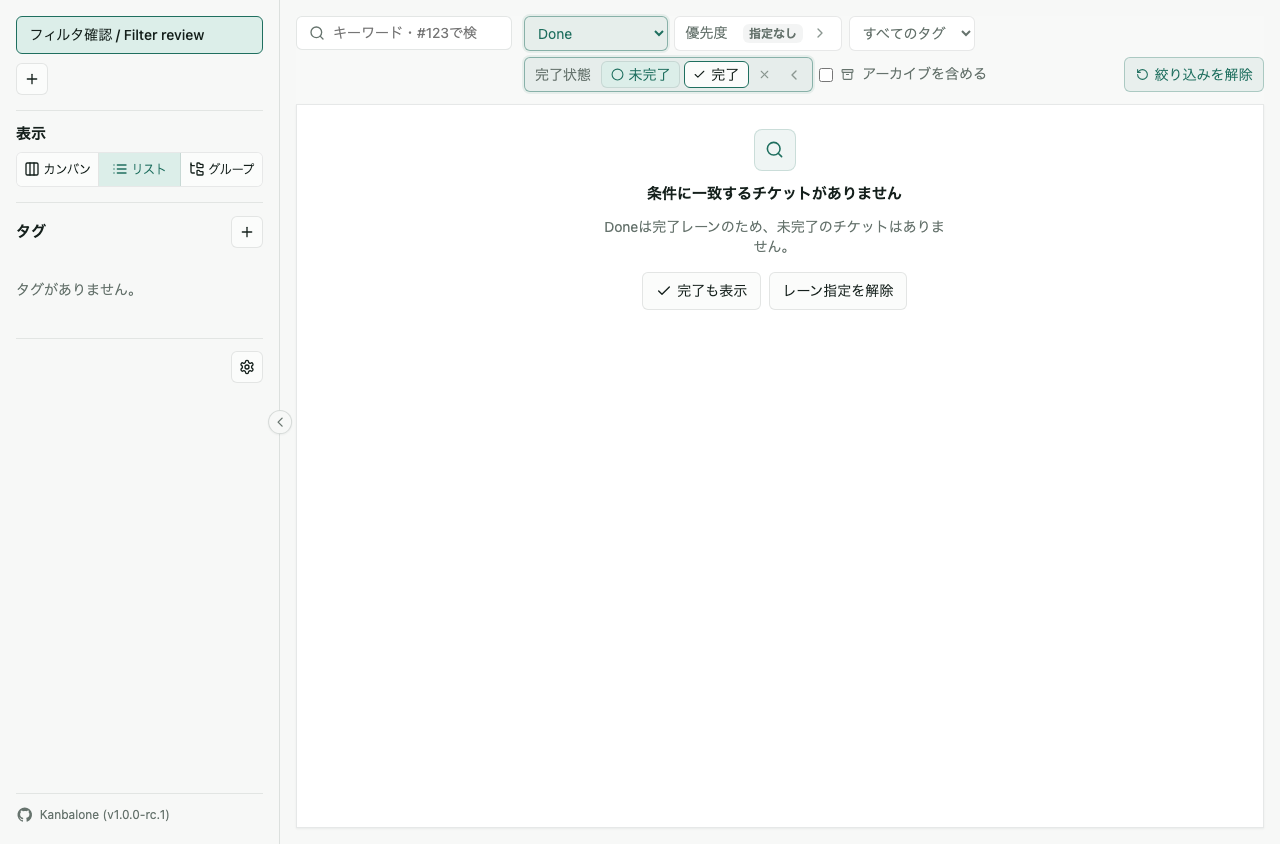 フィルタ確認 / Filter review
表示
カンバン
リスト
グループ
タグ
タグがありません。
Kanbalone (v1.0.0-rc.1)
キーワード・#123で検
Done
優先度 指定なし
すべてのタグ
完了状態 未完了 完了
アーカイブを含める
絞り込みを解除
条件に一致するチケットがありません
Doneは完了レーンのため、未完了のチケットはありま
せん。
完了も表示
レーン指定を解除